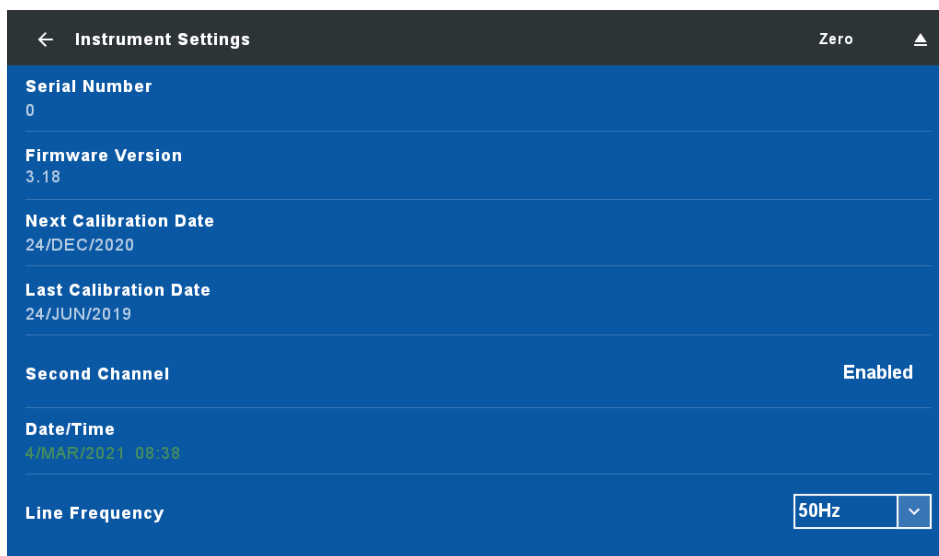 Instrument Settings Zero
Serial Number
0
Firmware Version
3.18
Next Calibration Date
24/DEC/2020
Last Calibration Date
24/JUN/2019
Second Channel Enabled
Date/Time
4/MAR/2021 08:38
Line Frequency 50Hz